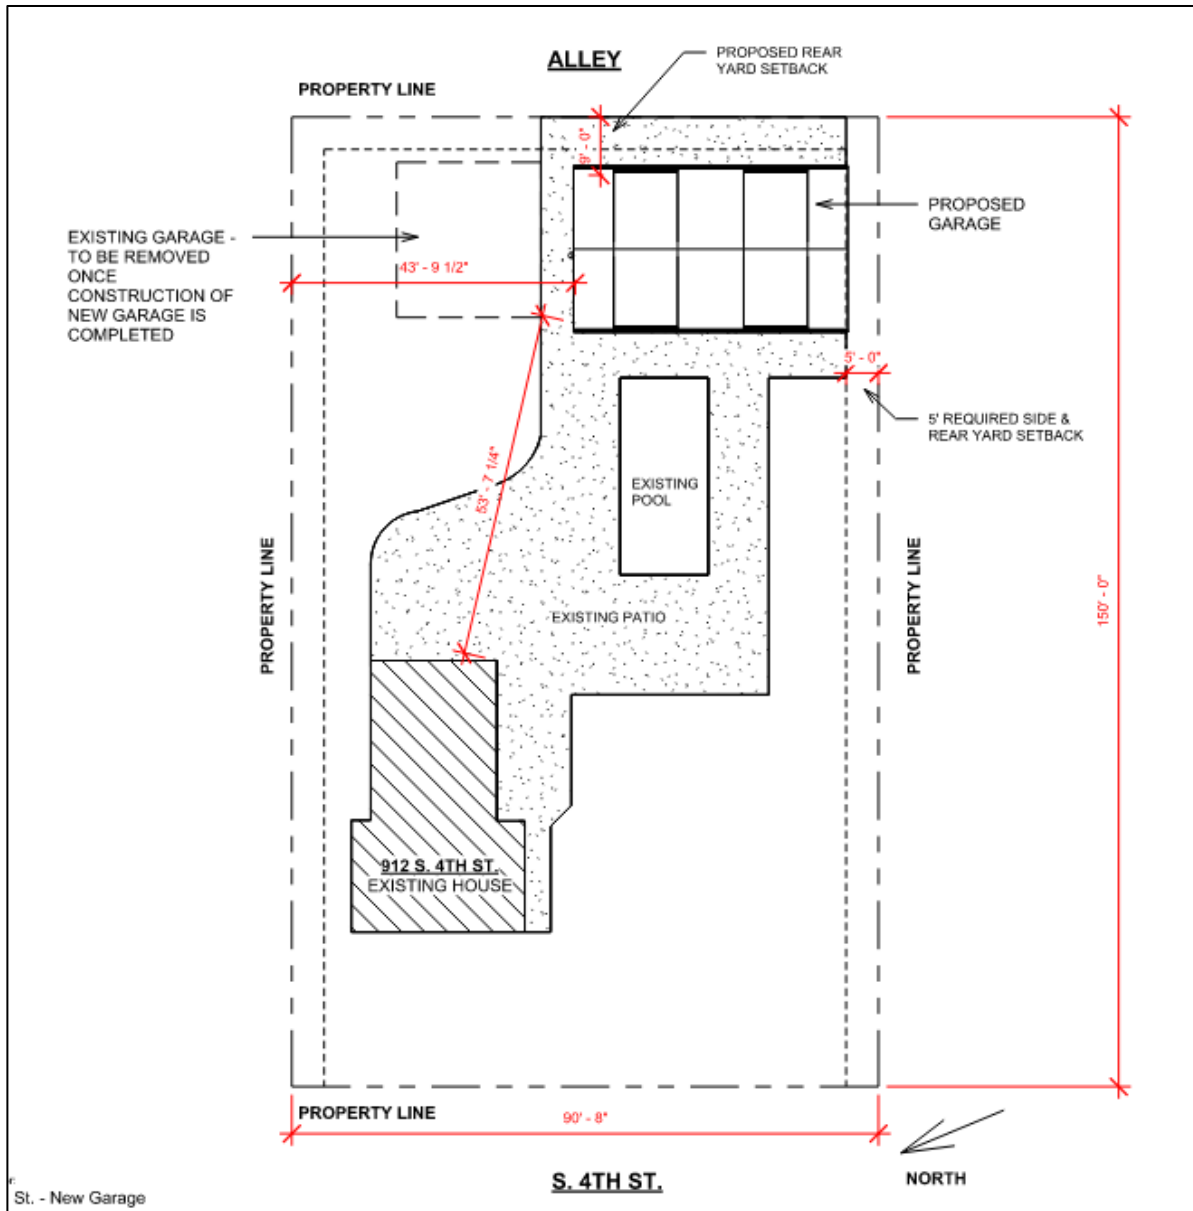 ALLEY
PROPOSED REAR
YARD SETBACK
PROPERTY LINE
9' - 0"
PROPOSED
GARAGE
EXISTING GARAGE -
TO BE REMOVED
ONCE
CONSTRUCTION OF
NEW GARAGE IS
COMPLETED
43' - 9 1/2"
5' - 0"
5' REQUIRED SIDE &
REAR YARD SETBACK
53' - 7 1/4"
EXISTING
POOL
PROPERTY LINE
PROPERTY LINE
150' - 0"
EXISTING PATIO
912 S. 4TH ST.
EXISTING HOUSE
PROPERTY LINE
90' - 8"
S. 4TH ST.
NORTH
St. - New Garage